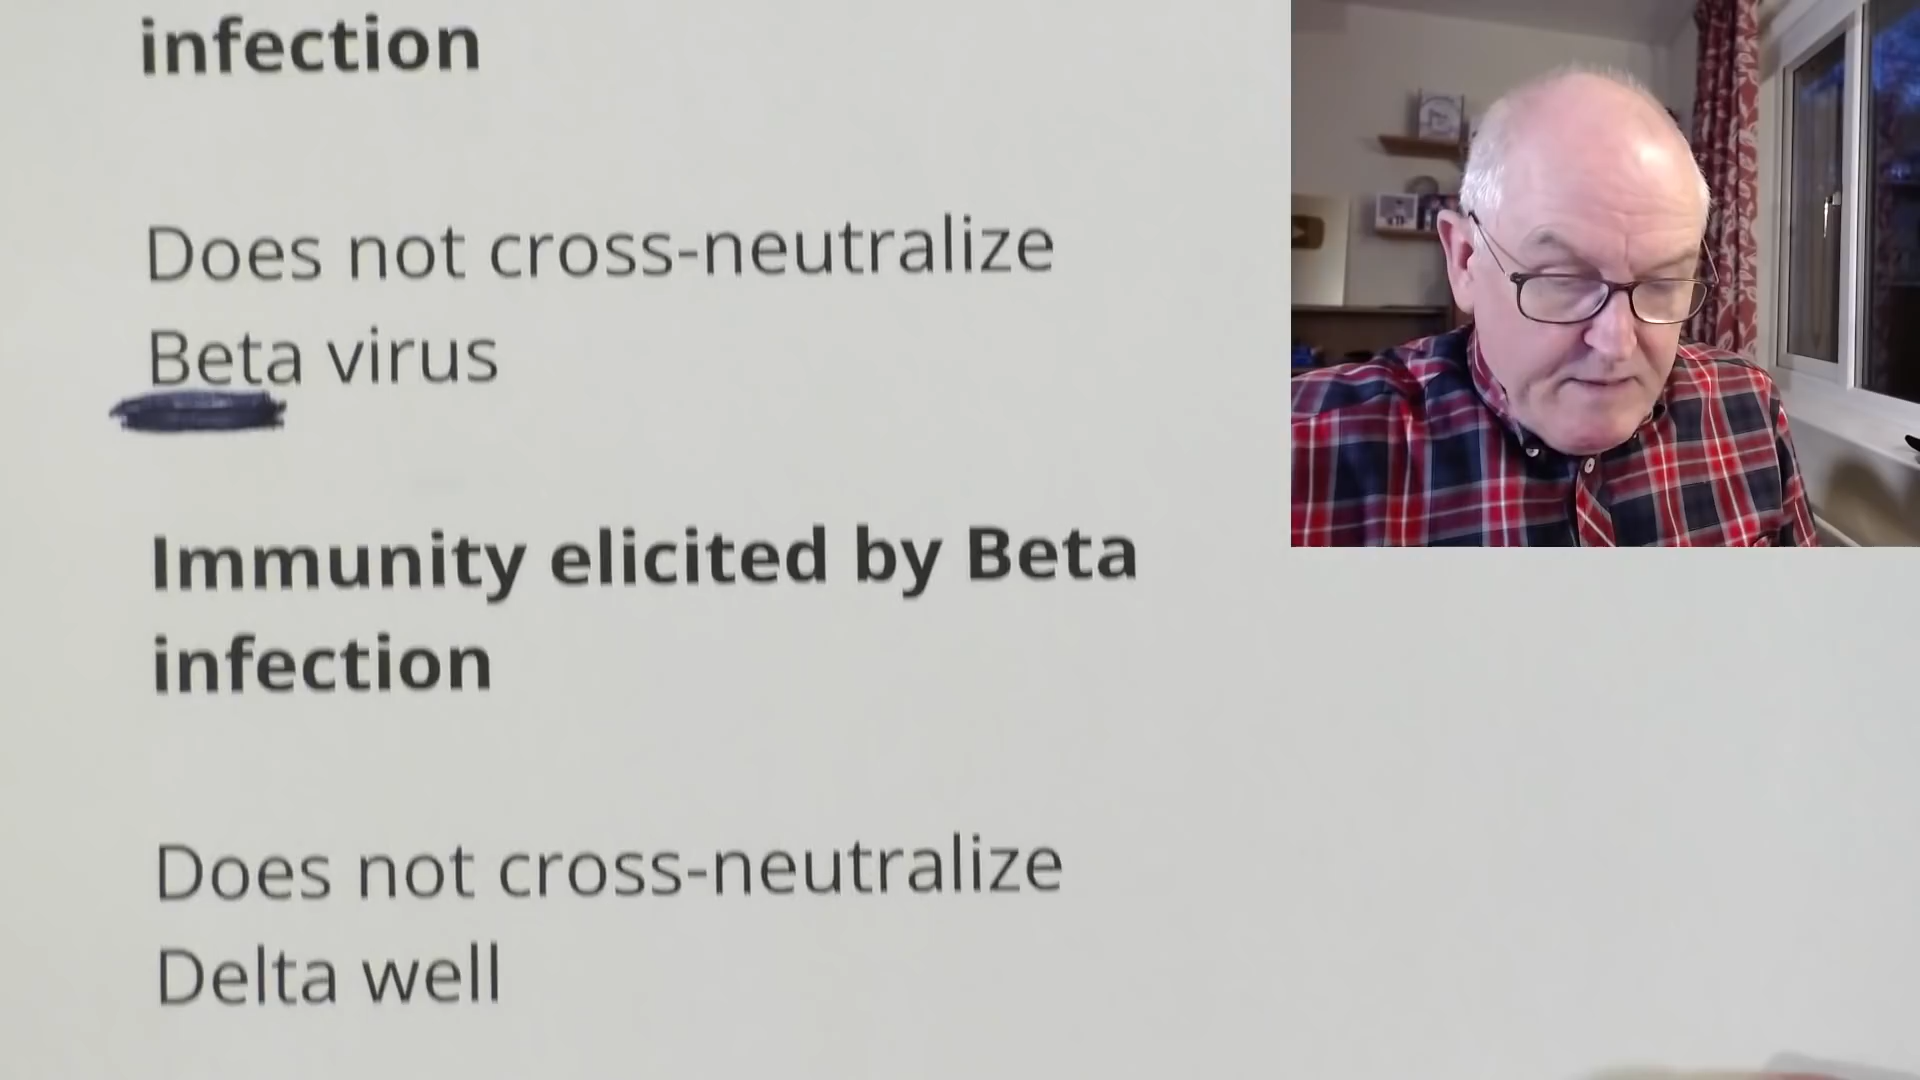 infection
Does not cross-neutralize
Beta virus
Immunity elicited by Beta
infection
Does not cross-neutralize
Delta well